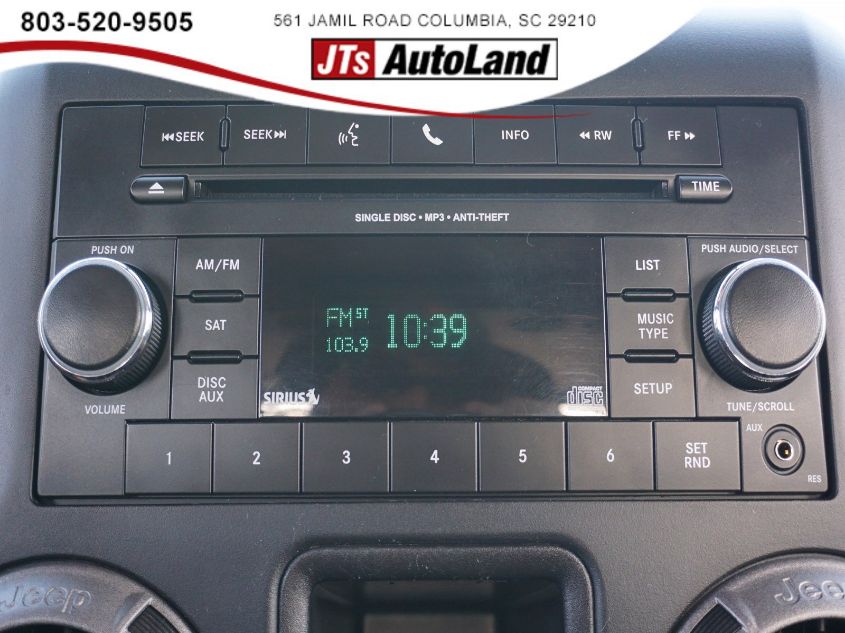 803-520-9505
561 JAMIL ROAD COLUMBIA, SC 29210
JTs AutoLand
SEEK
SEEK
INFO
RW
FF
TIME
SINGLE DISC • MP3 • ANTI-THEFT
PUSH ON
AM/FM
LIST
PUSH AUDIO/SELECT
SAT
MUSIC
TYPE
FM ST
103.9
10:39
DISC
AUX
SETUP
SIRIUS
COMPACT
disc
VOLUME
TUNE/SCROLL
1
2
3
4
5
6
SET
RND
AUX
RES
Jeep
Jeep